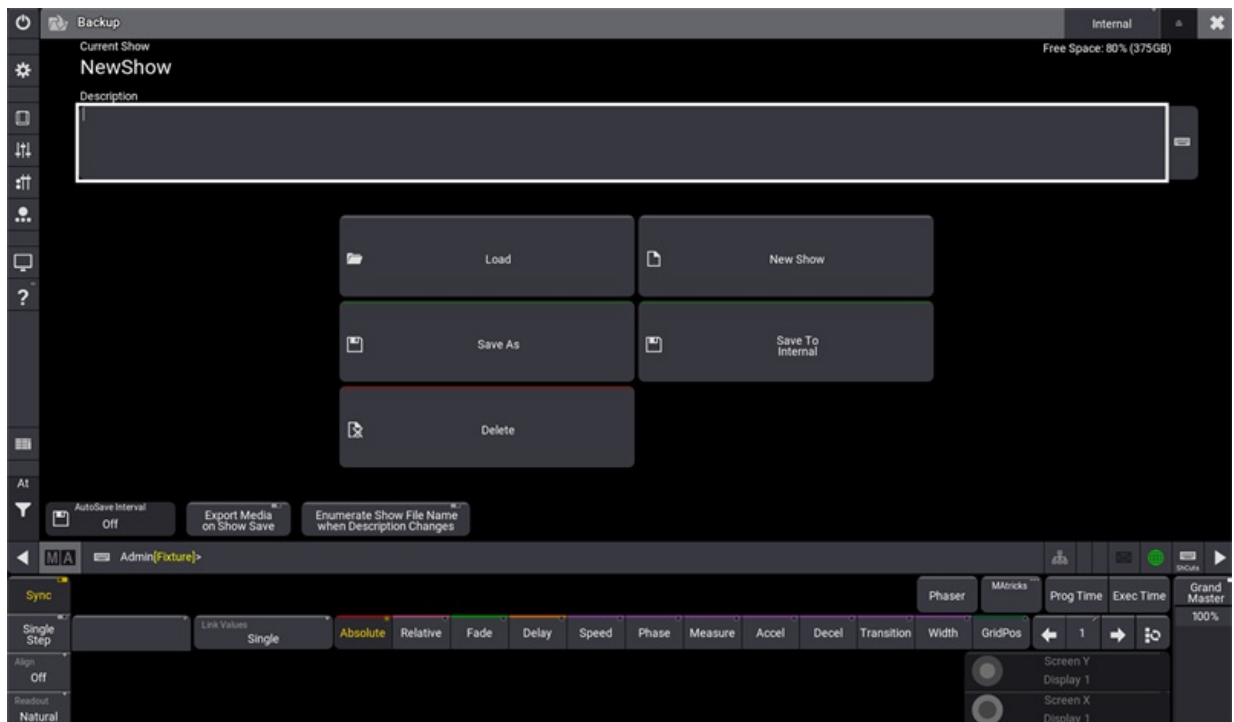 Backup
Internal
Current Show
Free Space: 80% (375GB)
NewShow
Description
Load
New Show
Save As
Save To
Internal
Delete
At
AutoSave Interval
Off
Export Media
on Show Save
Enumerate Show File Name
when Description Changes
MA
Admin[Fixture]>
ShCuts
Sync
Phaser
MAtricks
Prog Time
Exec Time
Grand
Master
100%
Single
Step
Link Values
Single
Absolute
Relative
Fade
Delay
Speed
Phase
Measure
Accel
Decel
Transition
Width
GridPos
1
Align
Off
Screen Y
Display 1
Readout
Natural
Screen X
Display 1